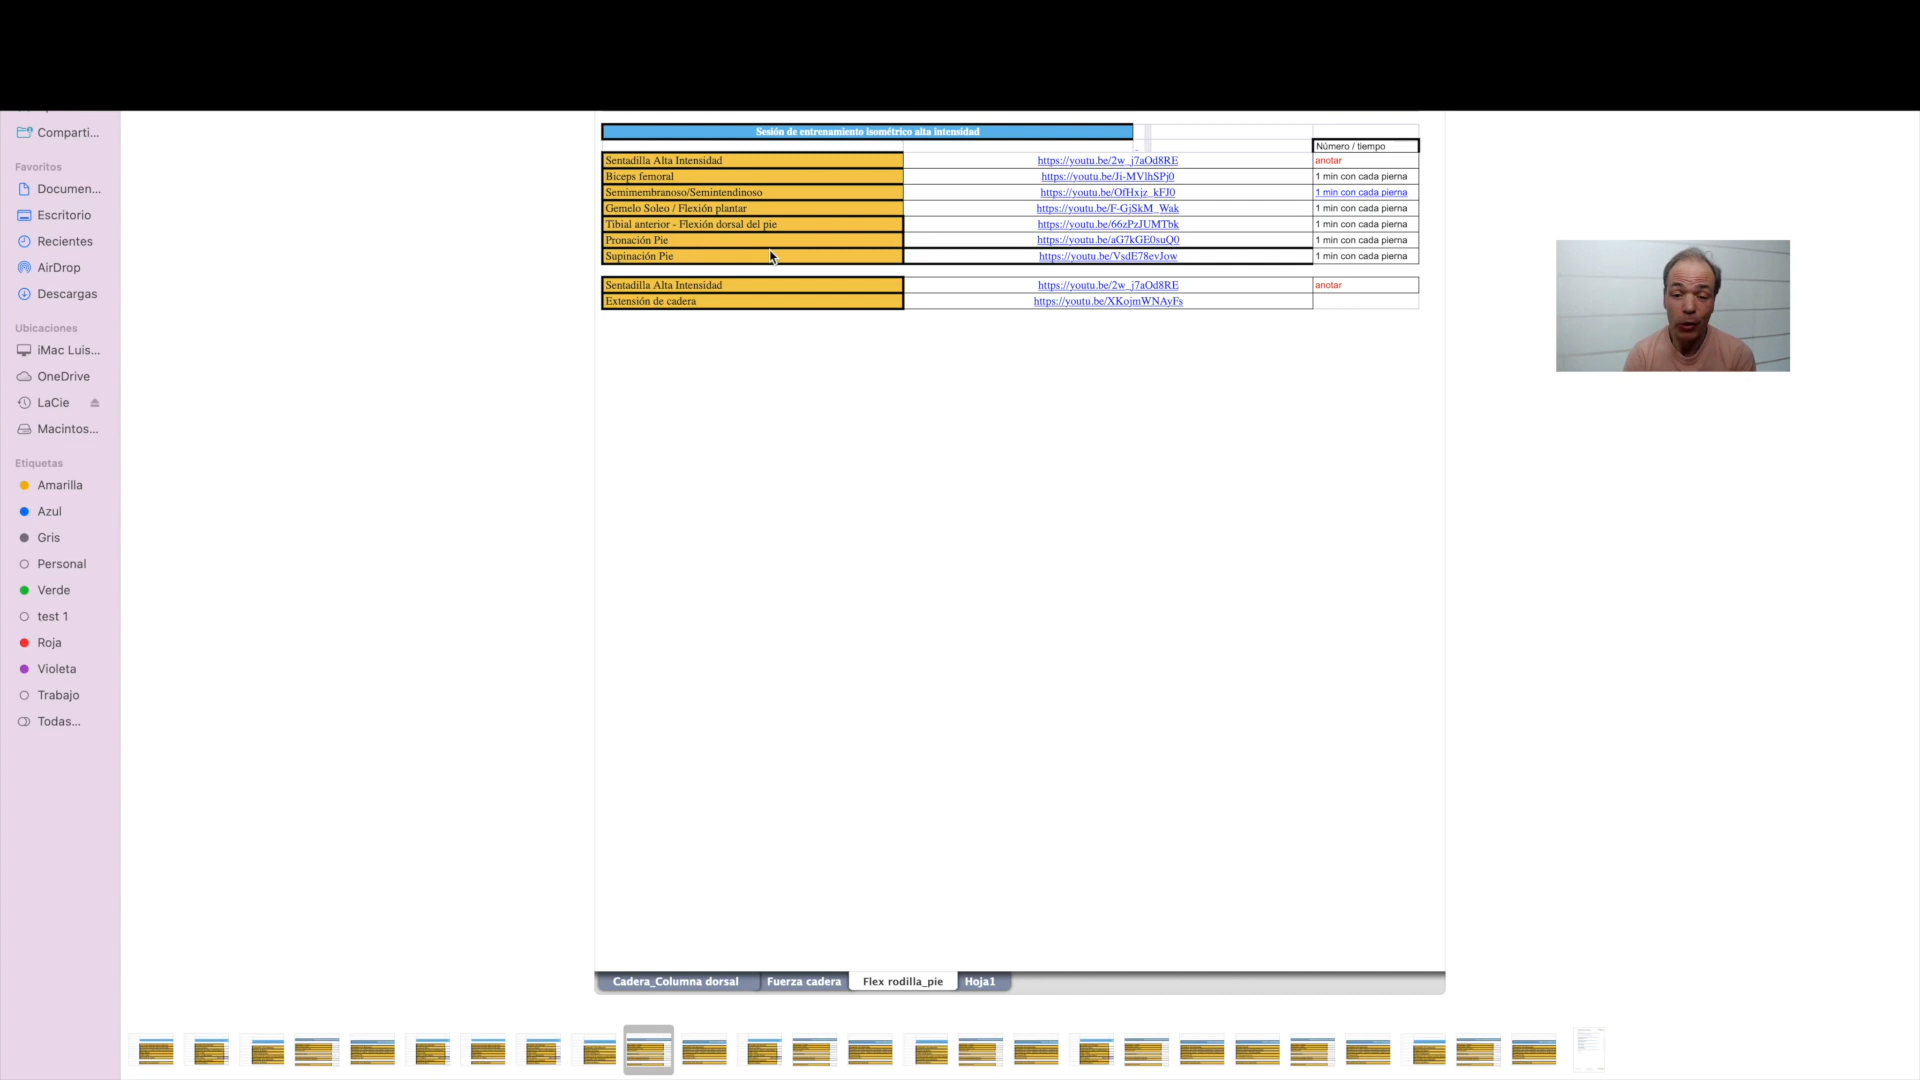 Comparti...
Favoritos
Documen...
Escritorio
Recientes
AirDrop
Descargas
Ubicaciones
iMac Luis...
OneDrive
LaCie
Macintos...
Etiquetas
Amarilla
Azul
Gris
Personal
Verde
test 1
Roja
Violeta
Trabajo
Todas...
Sesión de entrenamiento isométrico alta intensidad
Número / tiempo
Sentadilla Alta Intensidad https://youtu.be/2w_j7aOd8RE anotar
Biceps femoral https://youtu.be/Ji-MVlhSPj0 1 min con cada pierna
Semimembranoso/Semintendinoso https://youtu.be/OfHxjz_kFJ0 1 min con cada pierna
Gemelo Soleo / Flexión plantar https://youtu.be/F-GjSkM_Wak 1 min con cada pierna
Tibial anterior - Flexión dorsal del pie https://youtu.be/66zPzJUMTbk 1 min con cada pierna
Pronación Pie https://youtu.be/aG7kGE0suQ0 1 min con cada pierna
Supinación Pie https://youtu.be/VsdE78evJow 1 min con cada pierna
Sentadilla Alta Intensidad https://youtu.be/2w_j7aOd8RE anotar
Extensión de cadera https://youtu.be/XKojmWNAyFs
Cadera_Columna dorsal Fuerza cadera Flex rodilla_pie Hoja1